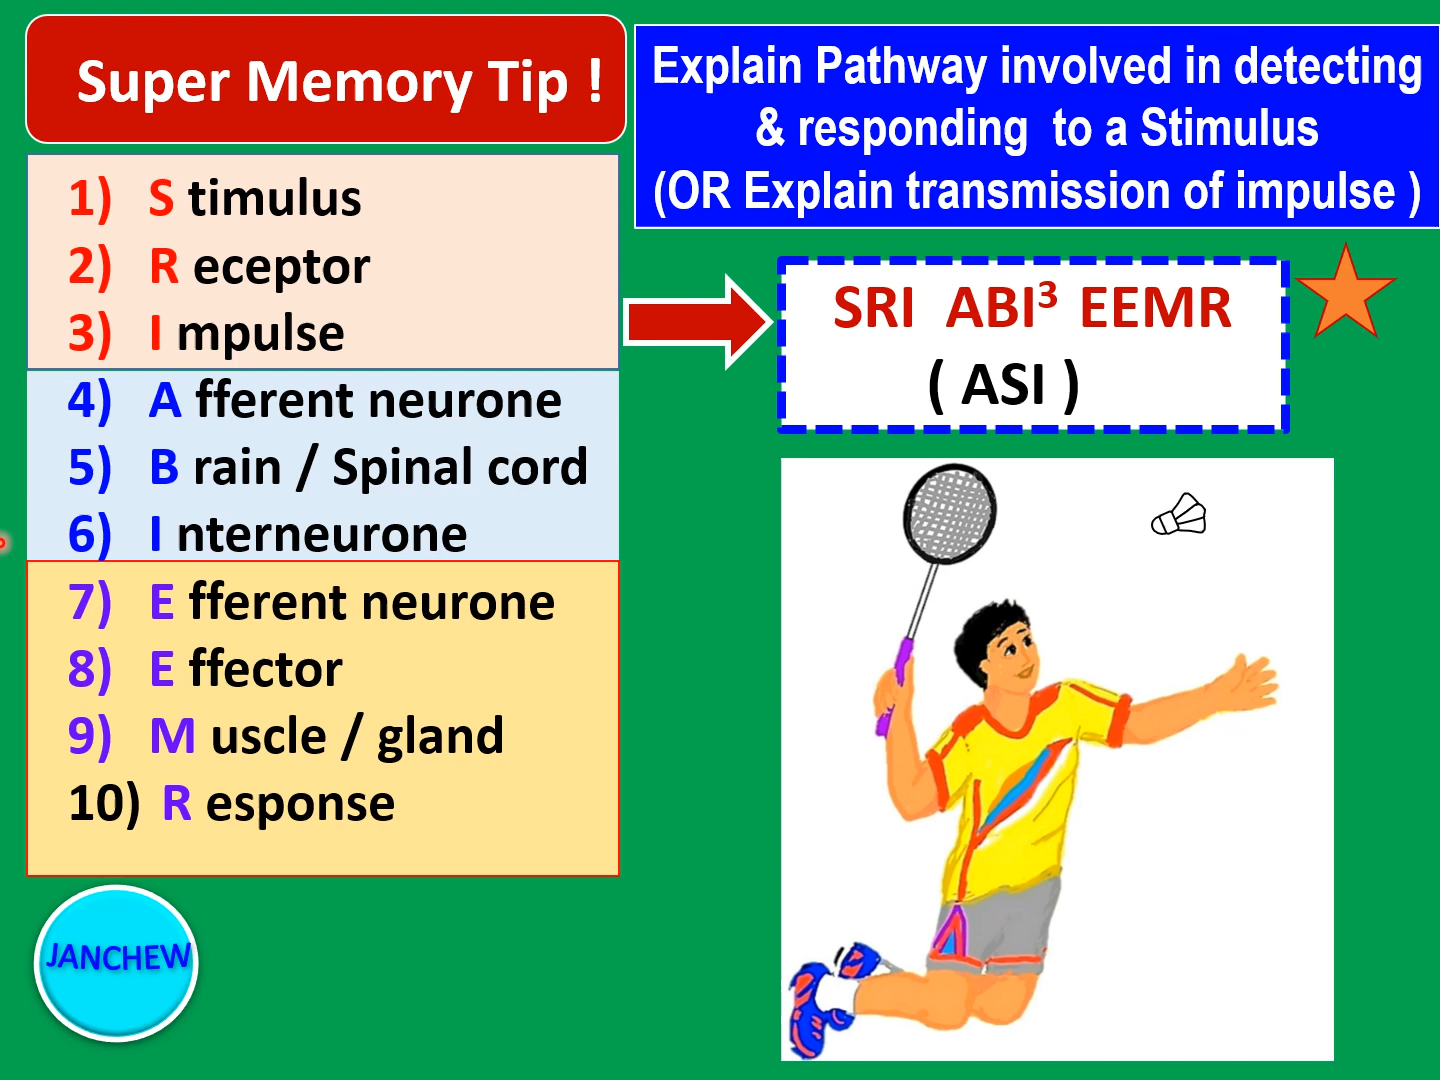 Super Memory Tip !
1) S timulus
2) R eceptor
3) I mpulse
4) A fferent neurone
5) B rain / Spinal cord
6) I nterneurone
7) E fferent neurone
8) E ffector
9) M uscle / gland
10) R esponse
JANCHEW
Explain Pathway involved in detecting
& responding to a Stimulus
(OR Explain transmission of impulse )
SRI ABI³ EEMR
( ASI )